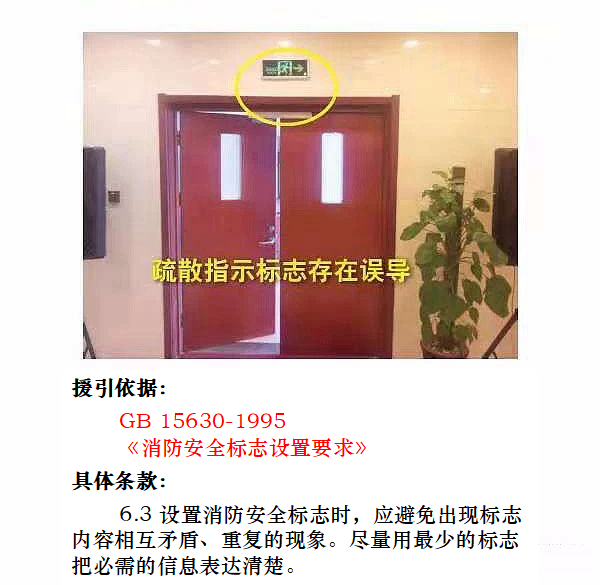 疏散指示标志存在误导
援引依据：
GB 15630-1995
《消防安全标志设置要求》
具体条款：
6.3 设置消防安全标志时，应避免出现标志
内容相互矛盾、重复的现象。尽量用最少的标志
把必需的信息表达清楚。